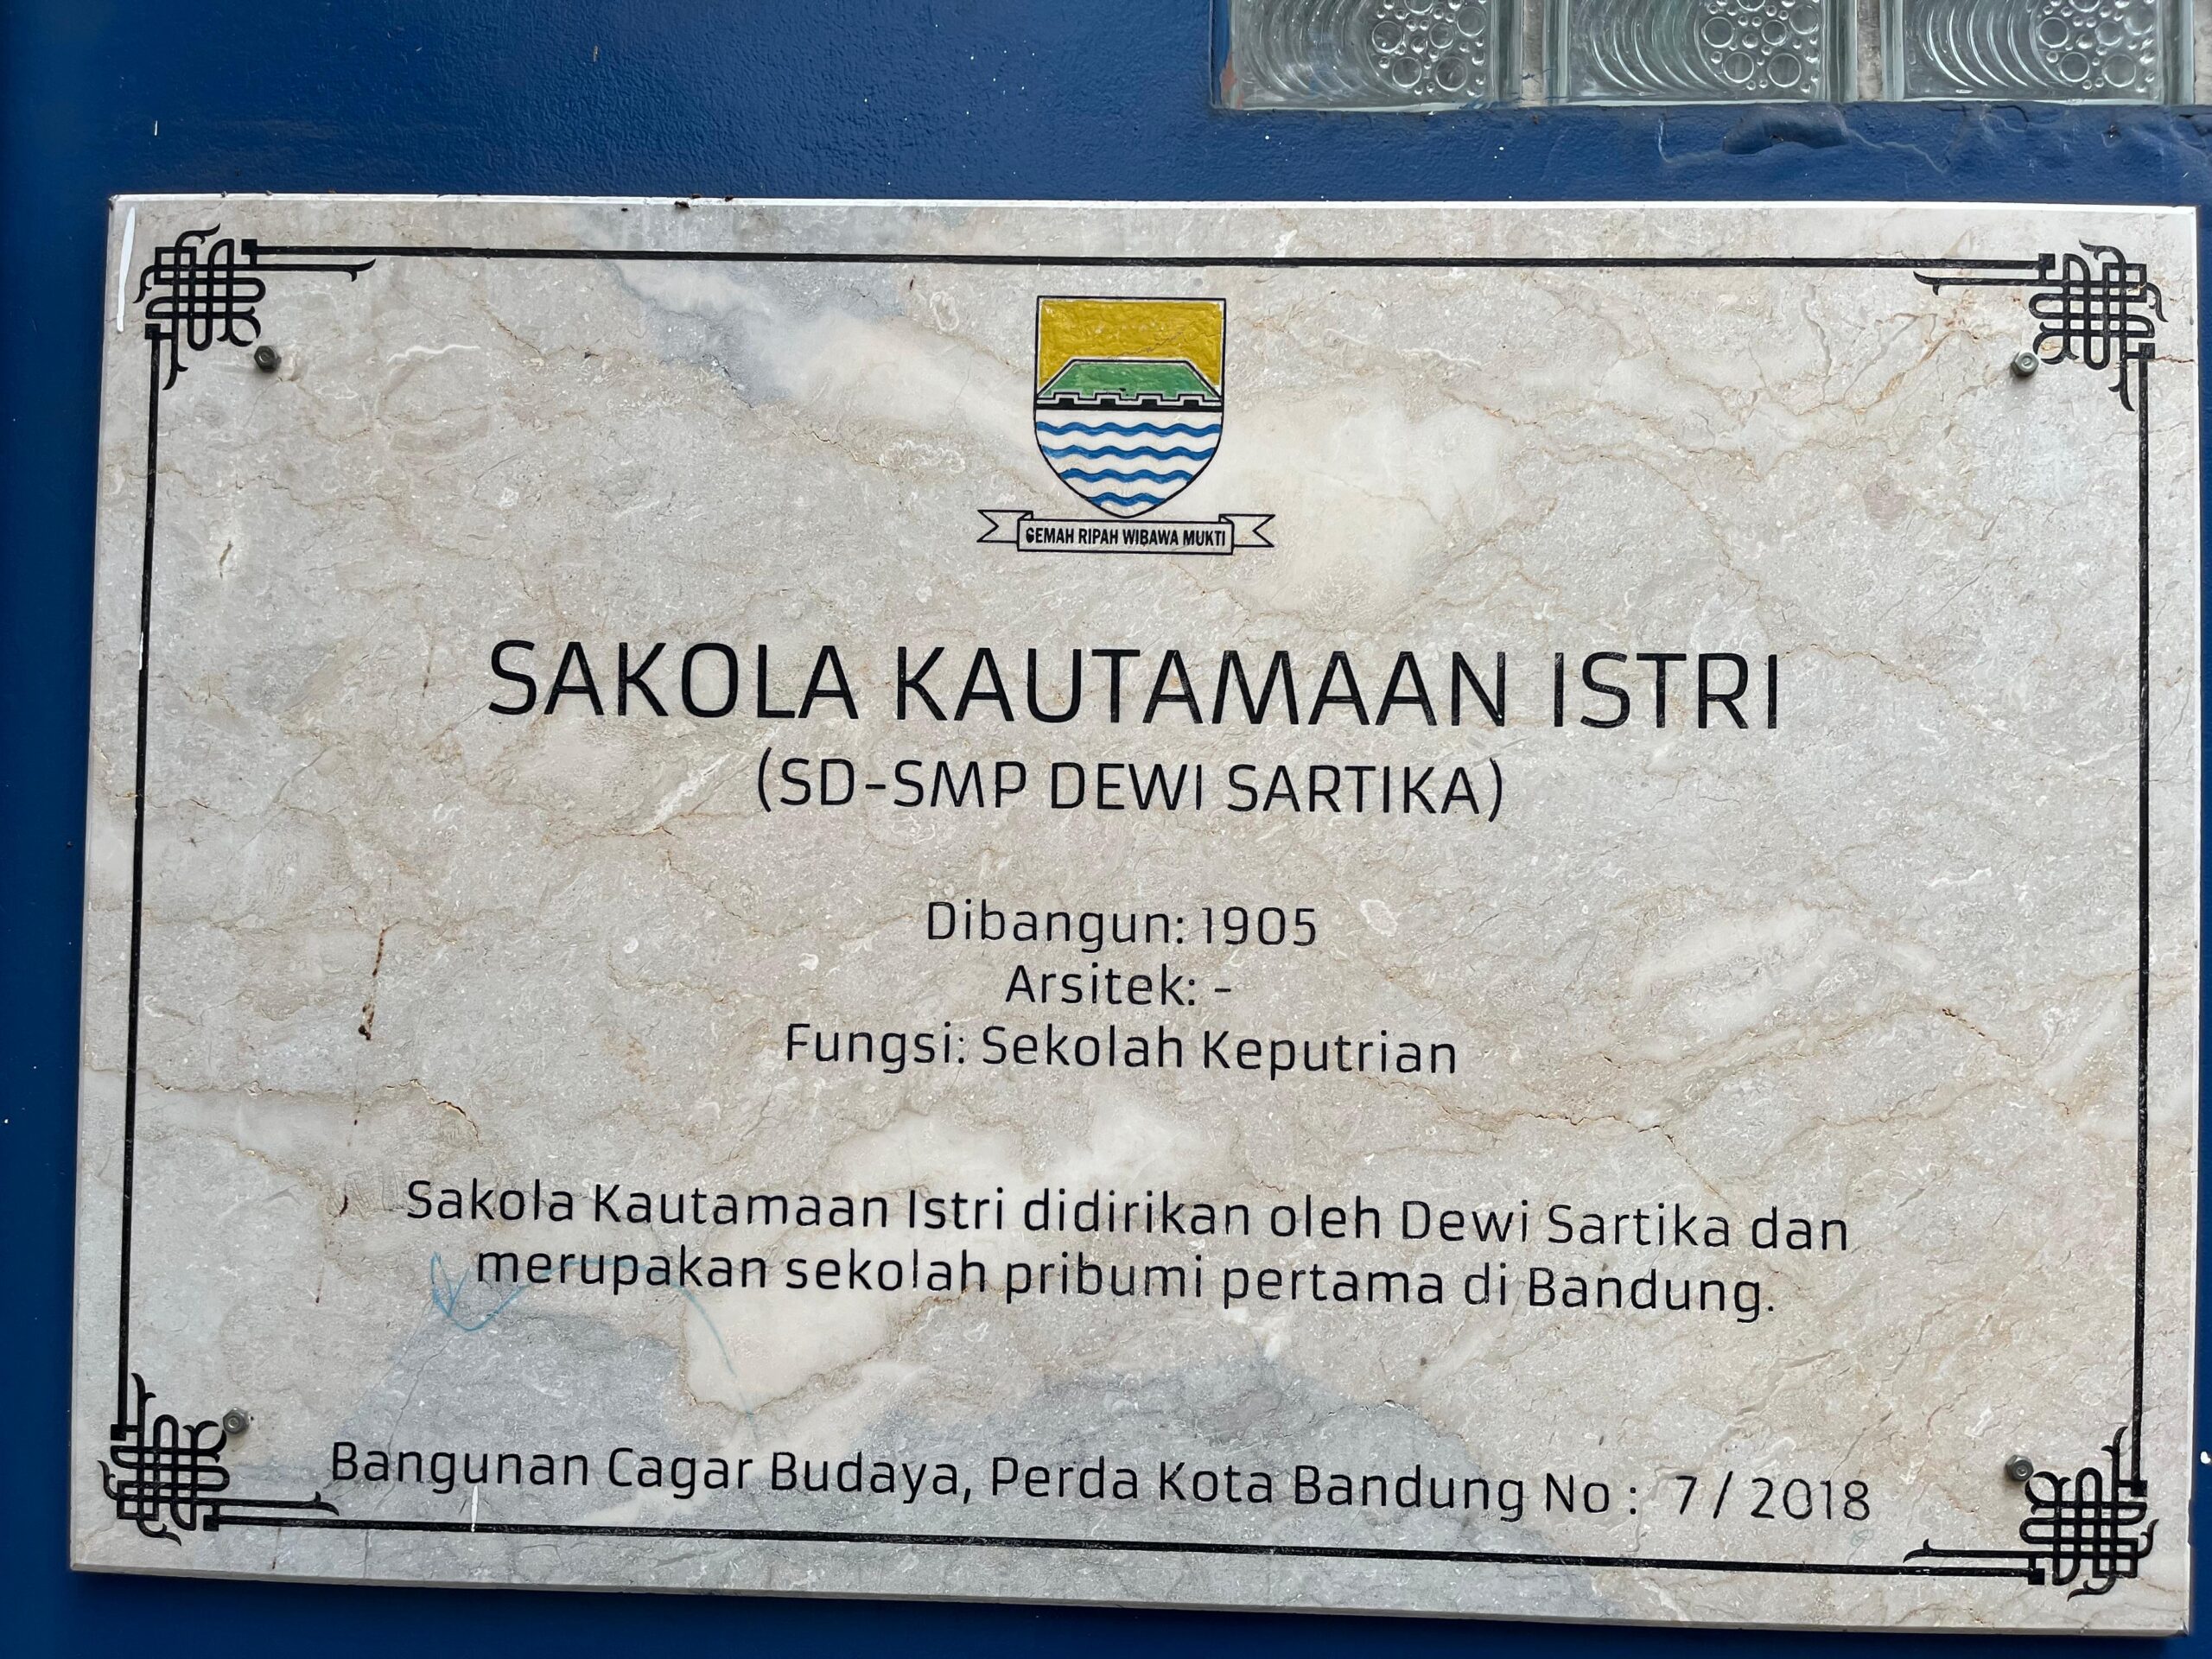 GEMAH RIPAH WIBAWA MUKTI
SAKOLA KAUTAMAAN ISTRI
(SD-SMP DEWI SARTIKA)
Dibangun: 1905
Arsitek: -
Fungsi: Sekolah Keputrian
Sakola Kautamaan Istri didirikan oleh Dewi Sartika dan
merupakan sekolah pribumi pertama di Bandung.
Bangunan Cagar Budaya, Perda Kota Bandung No : 7 / 2018